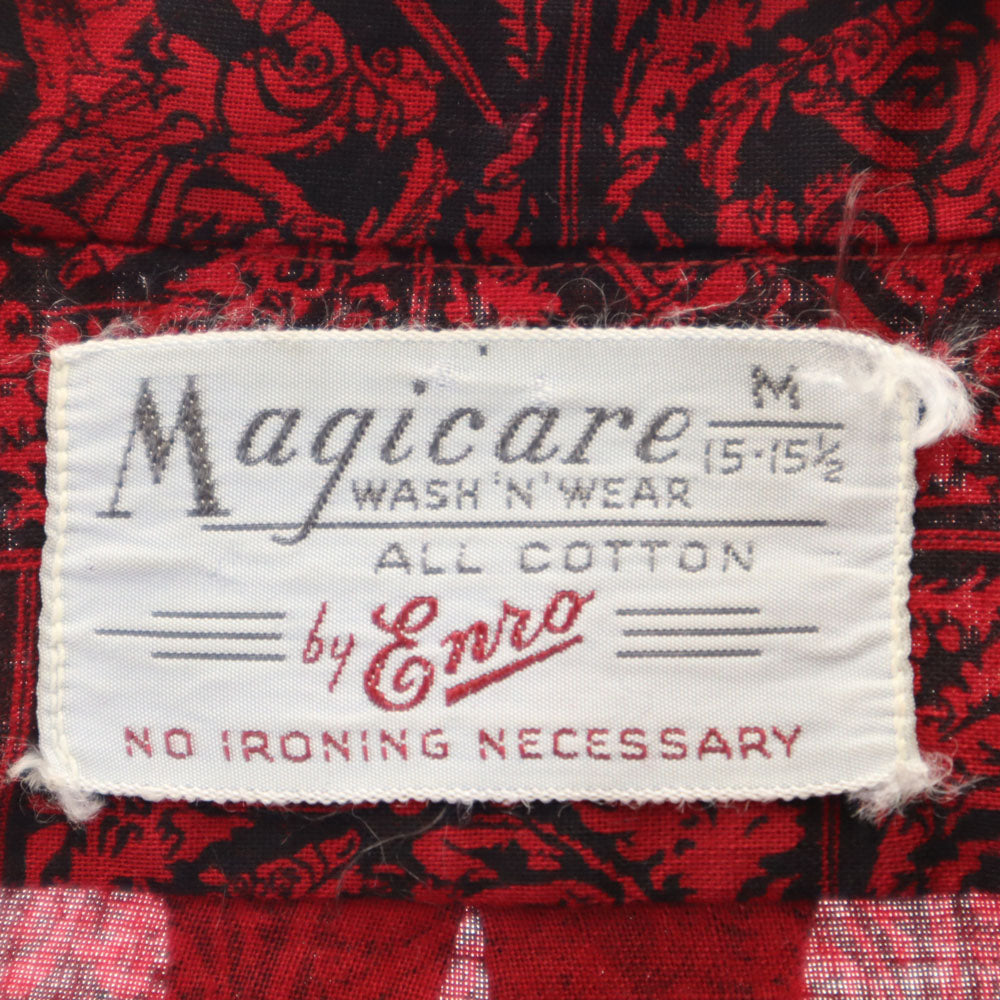 Magicare M
15-15½
WASH 'N' WEAR
ALL COTTON
by Enro
NO IRONING NECESSARY